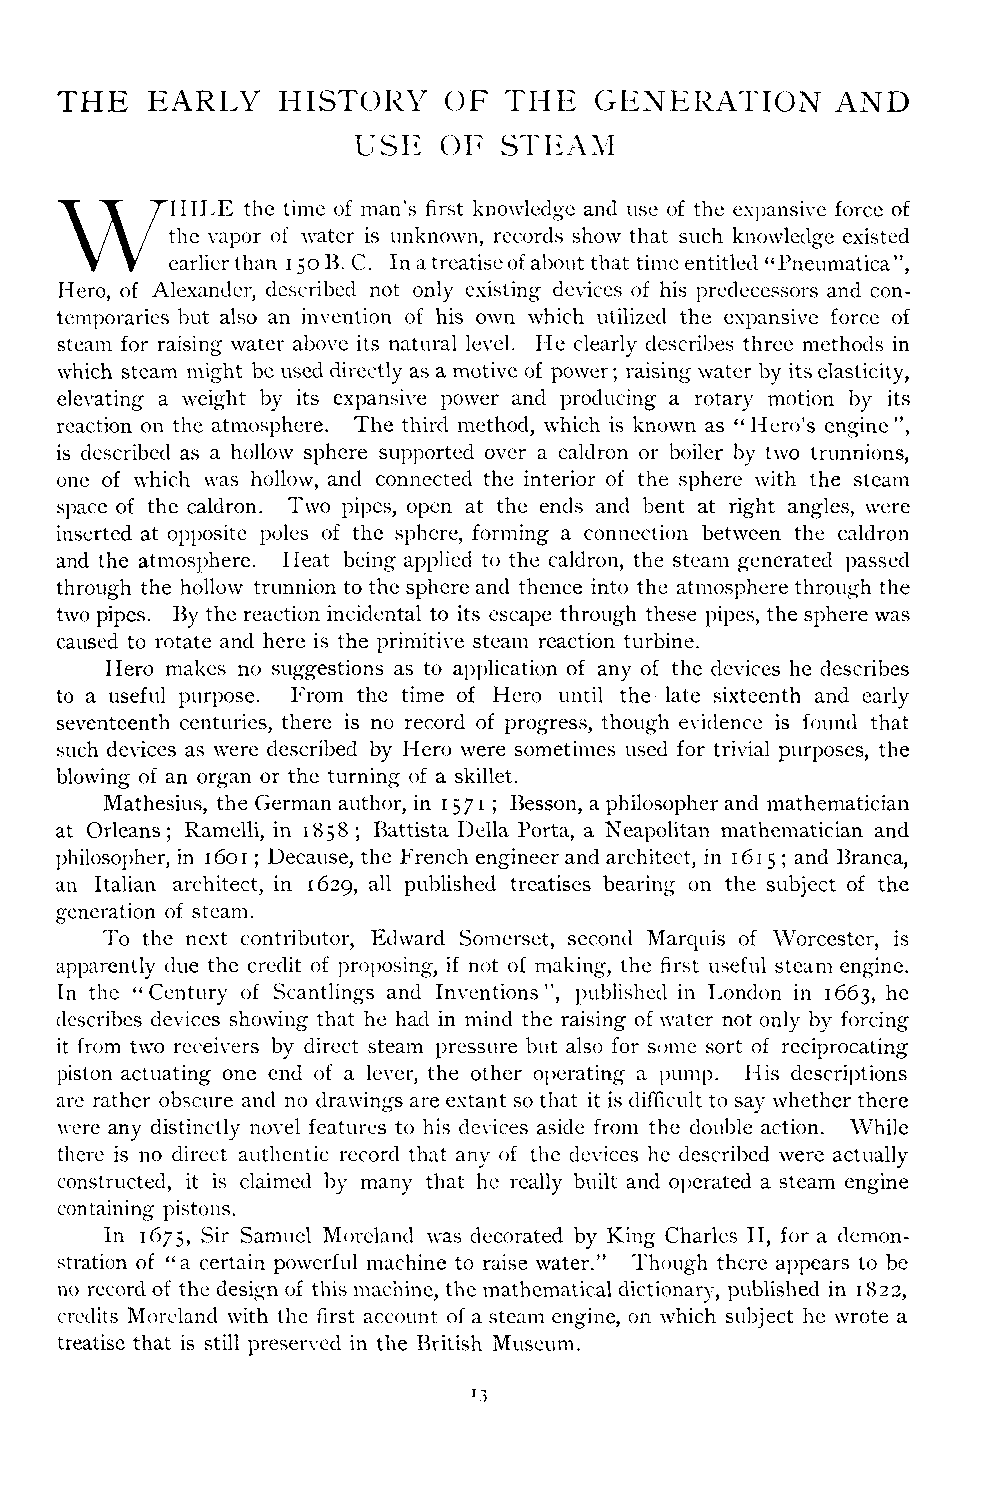 THE EARLY HISTORY OF THE GENERATION AND
USE OF STEAM
WHILE the time of man's first knowledge and use of the expansive force of
the vapor of water is unknown, records show that such knowledge existed
earlier than 150 B. C. In a treatise of about that time entitled “Pneumatica”,
Hero, of Alexander, described not only existing devices of his predecessors and con-
temporaries but also an invention of his own which utilized the expansive force of
steam for raising water above its natural level. He clearly describes three methods in
which steam might be used directly as a motive of power; raising water by its elasticity,
elevating a weight by its expansive power and producing a rotary motion by its
reaction on the atmosphere. The third method, which is known as “Hero's engine”,
is described as a hollow sphere supported over a caldron or boiler by two trunnions,
one of which was hollow, and connected the interior of the sphere with the steam
space of the caldron. Two pipes, open at the ends and bent at right angles, were
inserted at opposite poles of the sphere, forming a connection between the caldron
and the atmosphere. Heat being applied to the caldron, the steam generated passed
through the hollow trunnion to the sphere and thence into the atmosphere through the
two pipes. By the reaction incidental to its escape through these pipes, the sphere was
caused to rotate and here is the primitive steam reaction turbine.
Hero makes no suggestions as to application of any of the devices he describes
to a useful purpose. From the time of Hero until the late sixteenth and early
seventeenth centuries, there is no record of progress, though evidence is found that
such devices as were described by Hero were sometimes used for trivial purposes, the
blowing of an organ or the turning of a skillet.
Mathesius, the German author, in 1571; Besson, a philosopher and mathematician
at Orleans; Ramelli, in 1858; Battista Della Porta, a Neapolitan mathematician and
philosopher, in 1601; Decause, the French engineer and architect, in 1615; and Branca,
an Italian architect, in 1629, all published treatises bearing on the subject of the
generation of steam.
To the next contributor, Edward Somerset, second Marquis of Worcester, is
apparently due the credit of proposing, if not of making, the first useful steam engine.
In the “Century of Scantlings and Inventions”, published in London in 1663, he
describes devices showing that he had in mind the raising of water not only by forcing
it from two receivers by direct steam pressure but also for some sort of reciprocating
piston actuating one end of a lever, the other operating a pump. His descriptions
are rather obscure and no drawings are extant so that it is difficult to say whether there
were any distinctly novel features to his devices aside from the double action. While
there is no direct authentic record that any of the devices he described were actually
constructed, it is claimed by many that he really built and operated a steam engine
containing pistons.
In 1675, Sir Samuel Moreland was decorated by King Charles II, for a demon-
stration of “a certain powerful machine to raise water.” Though there appears to be
no record of the design of this machine, the mathematical dictionary, published in 1822,
credits Moreland with the first account of a steam engine, on which subject he wrote a
treatise that is still preserved in the British Museum.
13